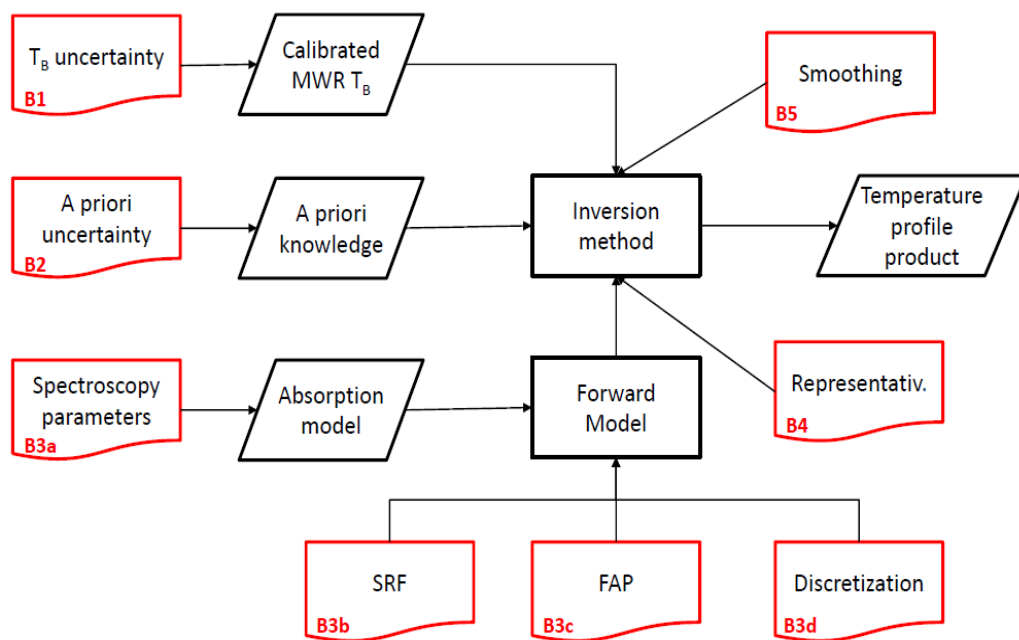 T_B uncertainty
B1
Calibrated
MWR T_B
Smoothing
B5
A priori
uncertainty
B2
A priori
knowledge
Inversion
method
Temperature
profile
product
Spectroscopy
parameters
B3a
Absorption
model
Forward
Model
Representativ.
B4
SRF
B3b
FAP
B3c
Discretization
B3d